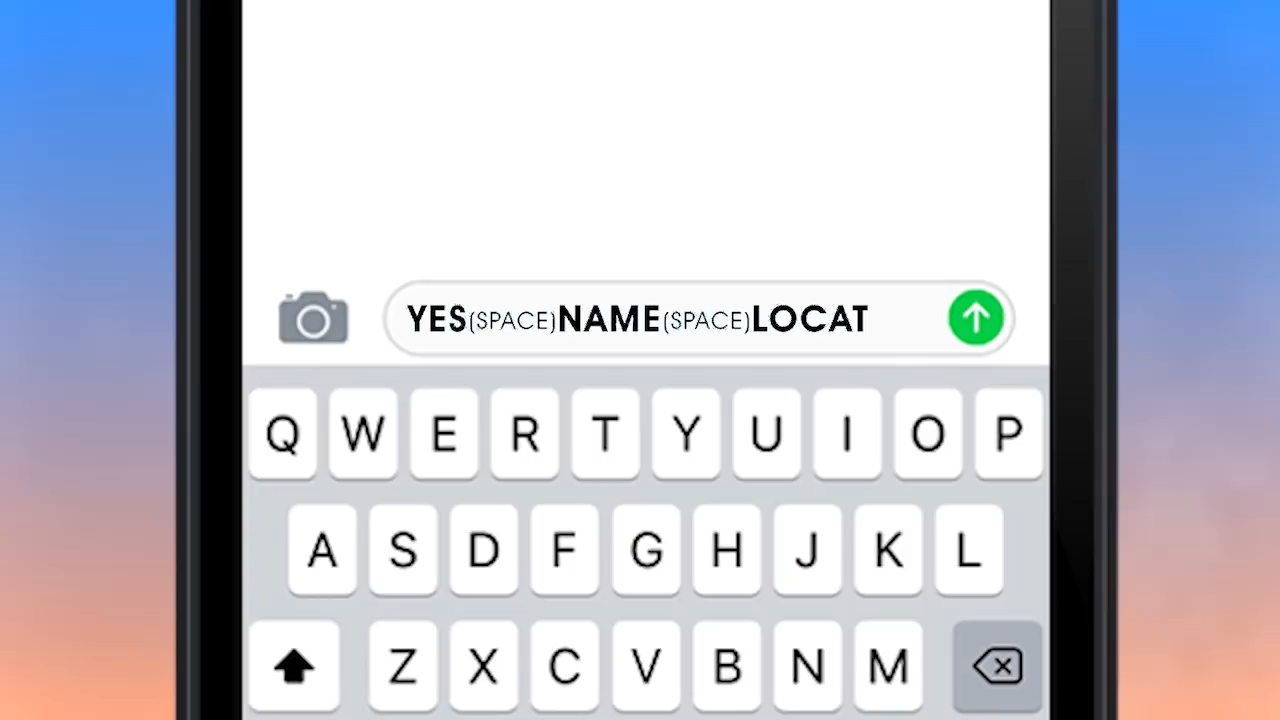 YES(SPACE)NAME(SPACE)LOCAT
Q W E R T Y U I O P
A S D F G H J K L
Z X C V B N M